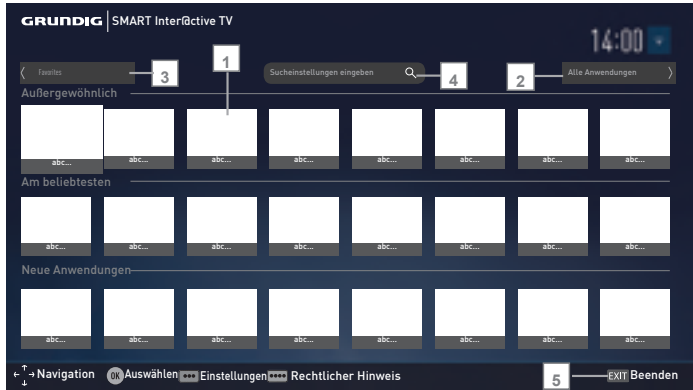 GRUNDIG SMART Inter@ctive TV
14:00
Favorites
3
1
Sucheinstellungen eingeben
4
2
Alle Anwendungen
Außergewöhnlich
abc... abc... abc... abc... abc... abc... abc... abc...
Am beliebtesten
abc... abc... abc... abc... abc... abc... abc... abc...
Neue Anwendungen
abc... abc... abc... abc... abc... abc... abc... abc...
Navigation OK Auswählen Einstellungen Rechtlicher Hinweis 5 EXIT Beenden